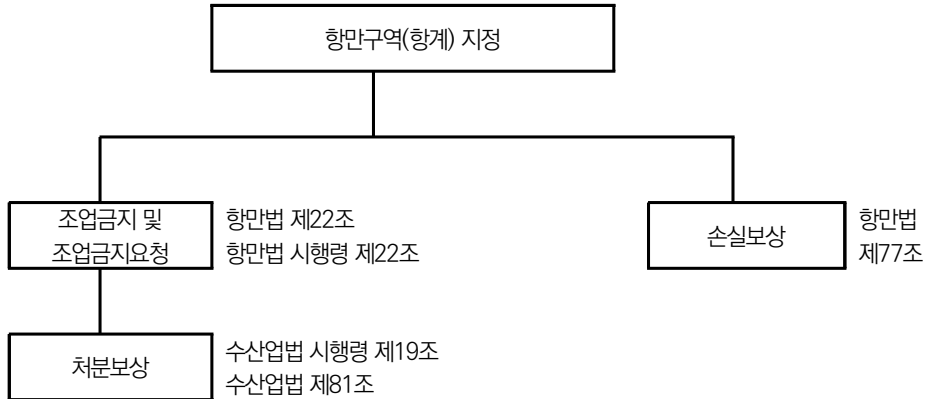 항만구역(항계) 지정
조업금지 및
조업금지요청
항만법 제22조
항만법 시행령 제22조
손실보상
항만법
제77조
처분보상
수산업법 시행령 제19조
수산업법 제81조